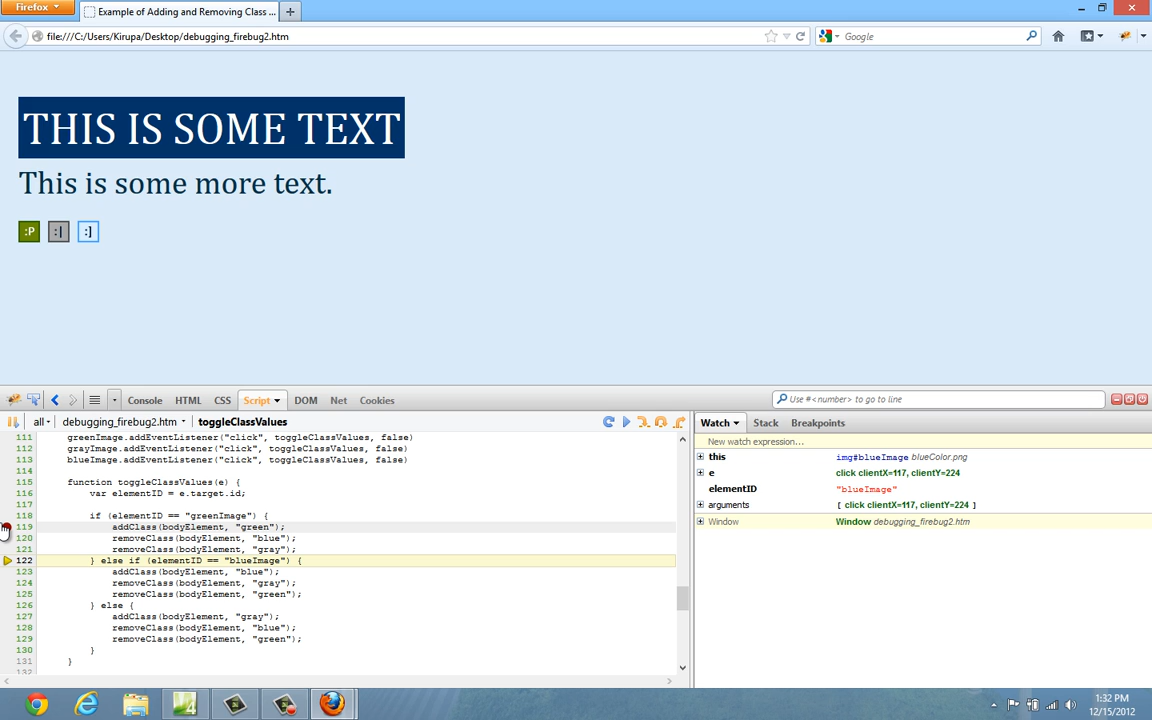 Firefox
Example of Adding and Removing Class ...
file:///C:/Users/Kirupa/Desktop/debugging_firebug2.htm
Google
THIS IS SOME TEXT
This is some more text.
:P :| :]
Console HTML CSS Script DOM Net Cookies
Use #<number> to go to line
all debugging_firebug2.htm toggleClassValues
Watch Stack Breakpoints
111 greenImage.addEventListener("click", toggleClassValues, false)
112 grayImage.addEventListener("click", toggleClassValues, false)
113 blueImage.addEventListener("click", toggleClassValues, false)
114
115 function toggleClassValues(e) {
116 var elementID = e.target.id;
117
118 if (elementID == "greenImage") {
119 addClass(bodyElement, "green");
120 removeClass(bodyElement, "blue");
121 removeClass(bodyElement, "gray");
122 } else if (elementID == "blueImage") {
123 addClass(bodyElement, "blue");
124 removeClass(bodyElement, "gray");
125 removeClass(bodyElement, "green");
126 } else {
127 addClass(bodyElement, "gray");
128 removeClass(bodyElement, "blue");
129 removeClass(bodyElement, "green");
130 }
131 }
132
New watch expression...
this img#blueImage blueColor.png
e click clientX=117, clientY=224
elementID "blueImage"
arguments [ click clientX=117, clientY=224 ]
Window Window debugging_firebug2.htm
1:32 PM
12/15/2012